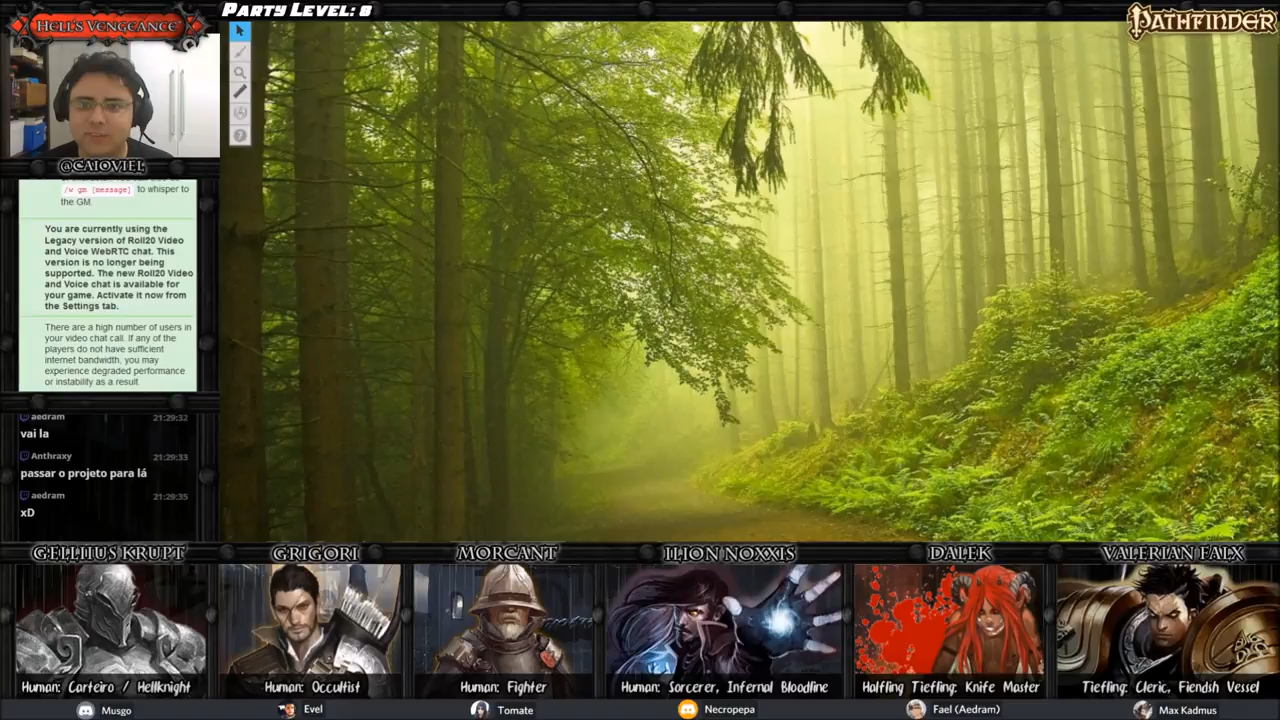 HELL'S VENGEANCE
PARTY LEVEL: 8
PATHFINDER
@CAIOVIEL
/w gm [message] to whisper to
the GM.
You are currently using the
Legacy version of Roll20 Video
and Voice WebRTC chat. This
version is no longer being
supported. The new Roll20 Video
and Voice chat is available for
your game. Activate it now from
the Settings tab.
There are a high number of users in
your video chat call. If any of the
players do not have sufficient
internet bandwidth, you may
experience degraded performance
or instability as a result.
aedram 21:29:32
vai la
Anthraxy 21:29:33
passar o projeto para lá
aedram 21:29:35
xD
GELLIUS KRUPT
GRIGORI
MORCANT
ILION NOXXIS
DALEK
VALERIAN FALX
Human: Carteiro / Hellknight
Human: Occultist
Human: Fighter
Human: Sorcerer, Infernal Bloodline
Halfling Tiefling: Knife Master
Tiefling: Cleric, Fiendsh Vessel
Musgo
Evel
Tomate
Necropepa
Fael (Aedram)
Max Kadmus